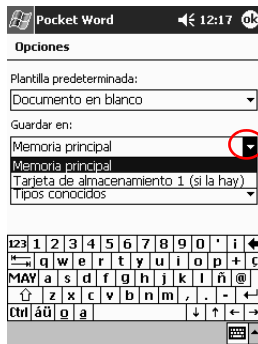 Pocket Word 12:17 ok
Opciones
Plantilla predeterminada:
Documento en blanco
Guardar en:
Memoria principal
Memoria principal
Tarjeta de almacenamiento 1 (si la hay)
Tipos conocidos
123 1 2 3 4 5 6 7 8 9 0 ' ¡
q w e r t y u i o p + ç
MAY a s d f g h j k l ñ @
z x c v b n m , . -
Ctrl áü º ª